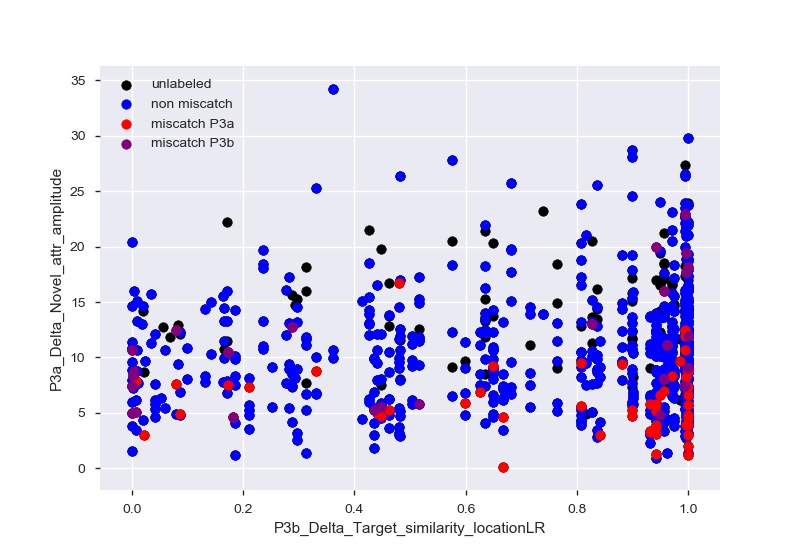 35
30
25
20
15
10
5
0
P3a_Delta_Novel_attr_amplitude
unlabeled
non miscatch
miscatch P3a
miscatch P3b
0.0 0.2 0.4 0.6 0.8 1.0
P3b_Delta_Target_similarity_locationLR